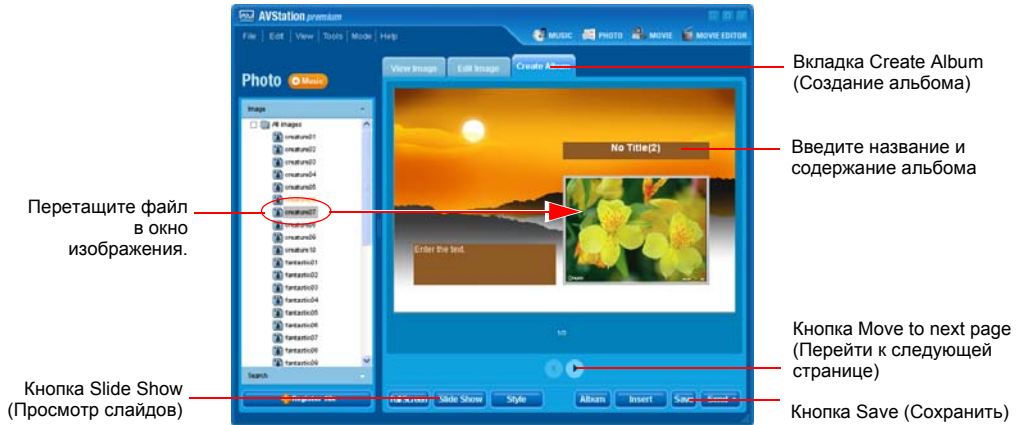 AVStation premium
File Edit View Tools Mode Help
MUSIC PHOTO MOVIE MOVIE EDITOR
Photo Music
View Image Edit Image Create Album
Вкладка Create Album
(Создание альбома)
Image
All Images
creature01
creature02
creature03
creature04
creature05
creature07
creature09
creature10
fantastic01
fantastic02
fantastic03
fantastic04
fantastic05
fantastic06
fantastic07
fantastic08
fantastic09
Search
No Title(2)
Введите название и
содержание альбома
Перетащите файл
в окно
изображения.
Enter the text.
Кнопка Move to next page
(Перейти к следующей
странице)
Кнопка Slide Show
(Просмотр слайдов)
Slide Show Style Album Insert Save
Кнопка Save (Сохранить)